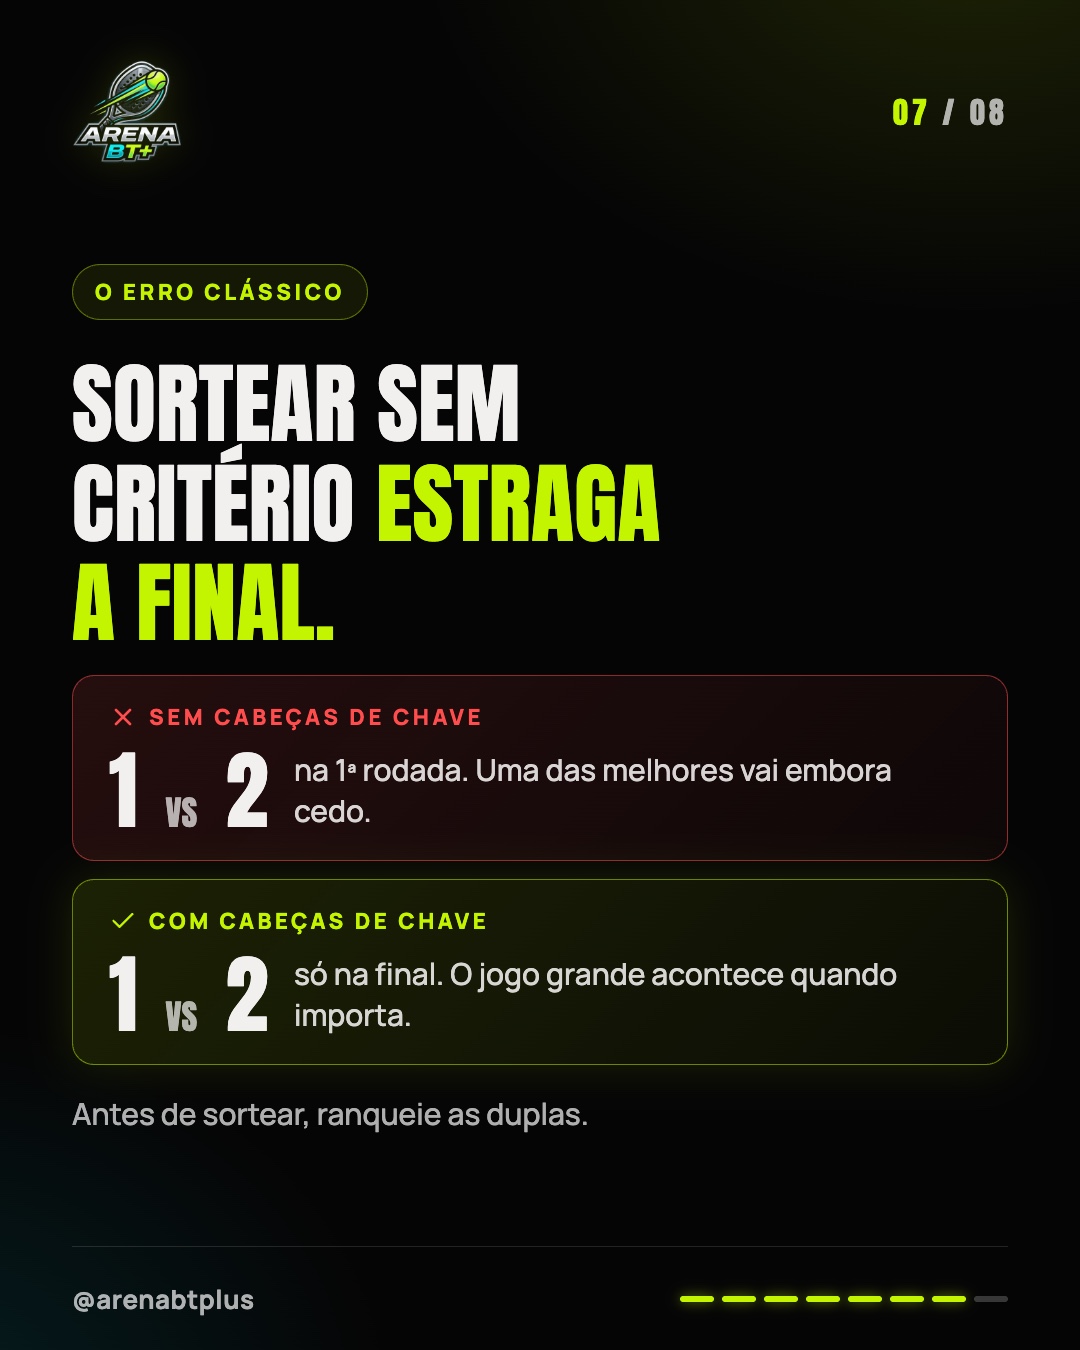 ARENA
BT+
07 / 08
O ERRO CLÁSSICO
SORTEAR SEM
CRITÉRIO ESTRAGA
A FINAL.
SEM CABEÇAS DE CHAVE
1 VS 2 na 1ª rodada. Uma das melhores vai embora
cedo.
COM CABEÇAS DE CHAVE
1 VS 2 só na final. O jogo grande acontece quando
importa.
Antes de sortear, ranqueie as duplas.
@arenabtplus